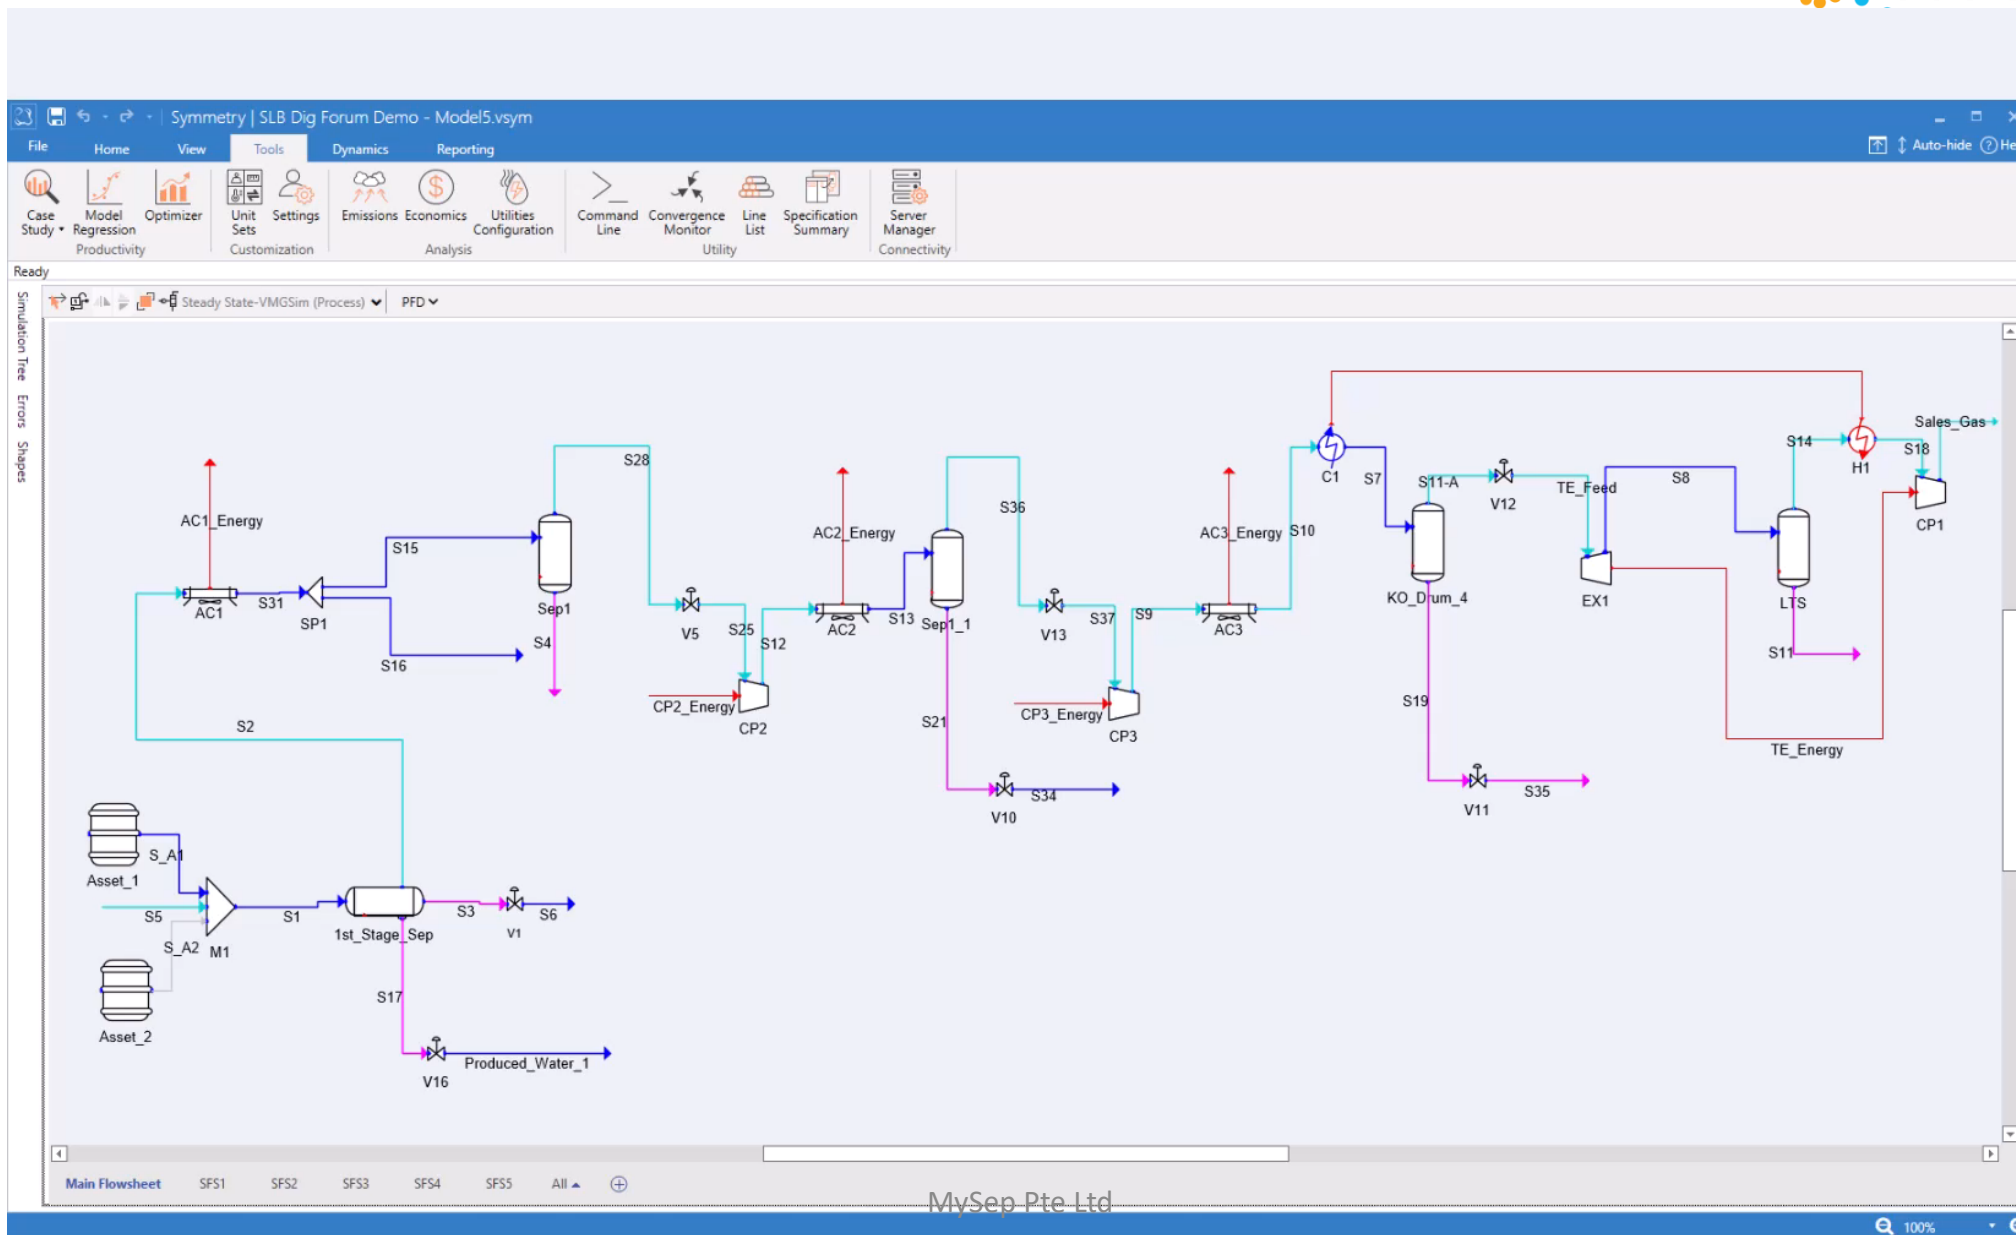 Symmetry | SLB Dig Forum Demo - Model5.vsym
File Home View Tools Dynamics Reporting
Auto-hide ? He
Case Study
Model Regression
Optimizer
Productivity
Unit Sets
Settings
Customization
Emissions
Economics
Utilities Configuration
Analysis
Command Line
Convergence Monitor
Line List
Specification Summary
Utility
Server Manager
Connectivity
Ready
Simulation Tree
Errors
Shapes
Steady State-VMGSim (Process) PFD
Sales_Gas
S14
S18
H1
S28
C1
S7
S11-A
V12
TE_Feed
S8
CP1
AC1_Energy
S36
AC2_Energy
AC3_Energy
S10
S15
S31
AC1
SP1
Sep1
S4
S16
V5
S25
S12
AC2
S13
Sep1_1
V13
S37
S9
AC3
KO_Drum_4
EX1
LTS
S11
S2
CP2_Energy
CP2
S21
CP3_Energy
CP3
S19
TE_Energy
V10
S34
V11
S35
Asset_1
S_A1
S5
S_A2
M1
S1
1st_Stage_Sep
S3
V1
S6
Asset_2
S17
V16
Produced_Water_1
Main Flowsheet SFS1 SFS2 SFS3 SFS4 SFS5 All
MySep Pte Ltd
100%